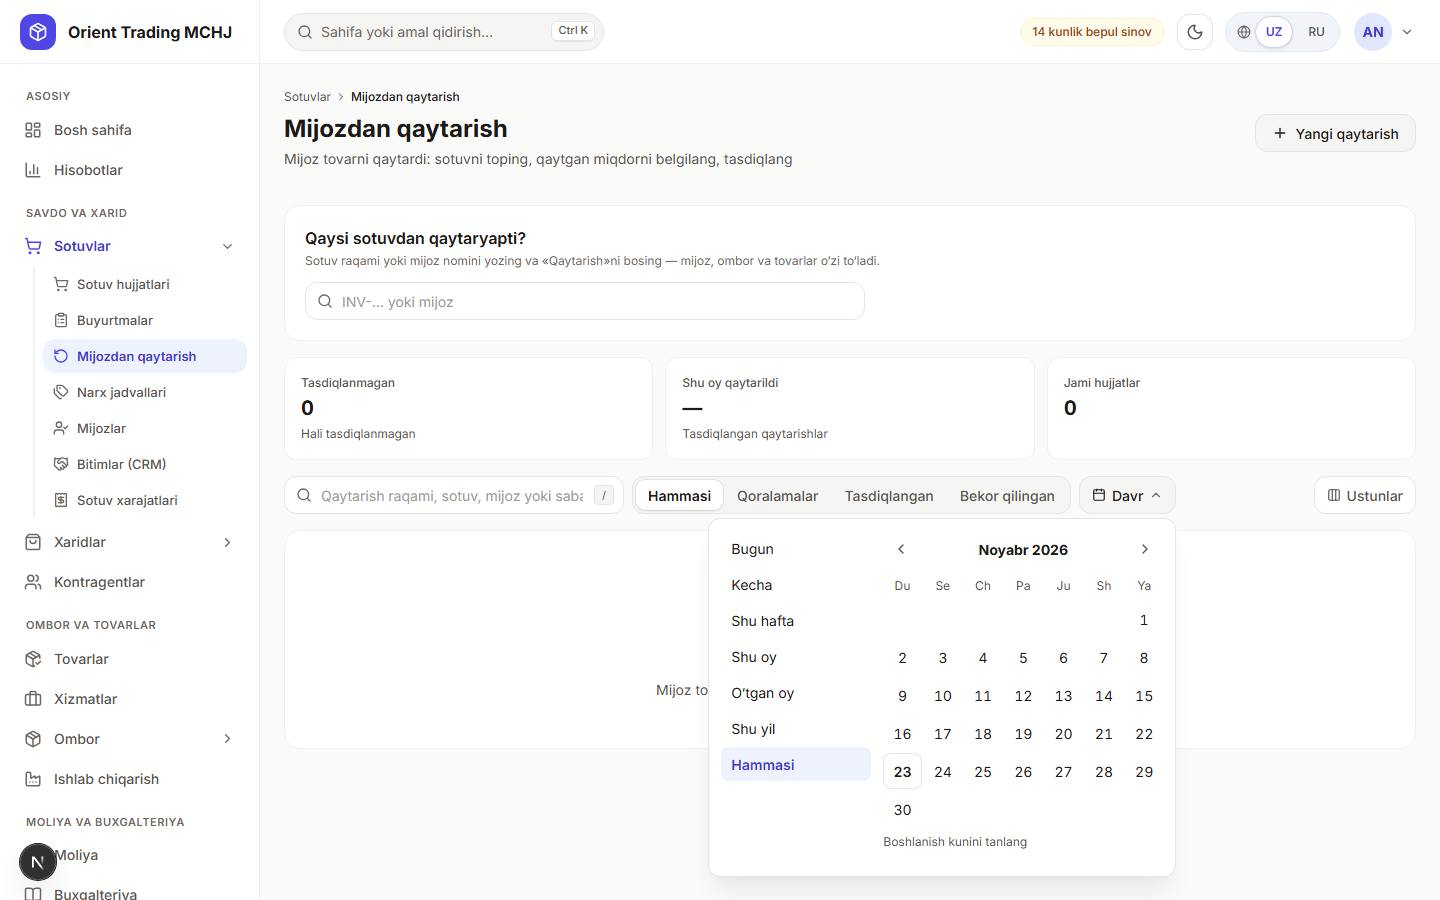 Orient Trading MCHJ
Sahifa yoki amal qidirish...
Ctrl K
14 kunlik bepul sinov
UZ
RU
AN
ASOSIY
Bosh sahifa
Hisobotlar
SAVDO VA XARID
Sotuvlar
Sotuv hujjatlari
Buyurtmalar
Mijozdan qaytarish
Narx jadvallari
Mijozlar
Bitimlar (CRM)
Sotuv xarajatlari
Xaridlar
Kontragentlar
OMBOR VA TOVARLAR
Tovarlar
Xizmatlar
Ombor
Ishlab chiqarish
MOLIYA VA BUXGALTERIYA
N
Moliya
Buxgalteriya
Sotuvlar
Mijozdan qaytarish
Mijozdan qaytarish
Mijoz tovarni qaytardi: sotuvni toping, qaytgan miqdorni belgilang, tasdiqlang
Yangi qaytarish
Qaysi sotuvdan qaytaryapti?
Sotuv raqami yoki mijoz nomini yozing va «Qaytarish»ni bosing — mijoz, ombor va tovarlar oʻzi toʻladi.
INV-... yoki mijoz
Tasdiqlanmagan
0
Hali tasdiqlanmagan
Shu oy qaytarildi
—
Tasdiqlangan qaytarishlar
Jami hujjatlar
0
Qaytarish raqami, sotuv, mijoz yoki saba
/
Hammasi
Qoralamalar
Tasdiqlangan
Bekor qilingan
Davr
Ustunlar
Mijoz to
Bugun
Kecha
Shu hafta
Shu oy
Oʻtgan oy
Shu yil
Hammasi
Noyabr 2026
Du Se Ch Pa Ju Sh Ya
1
2 3 4 5 6 7 8
9 10 11 12 13 14 15
16 17 18 19 20 21 22
23 24 25 26 27 28 29
30
Boshlanish kunini tanlang